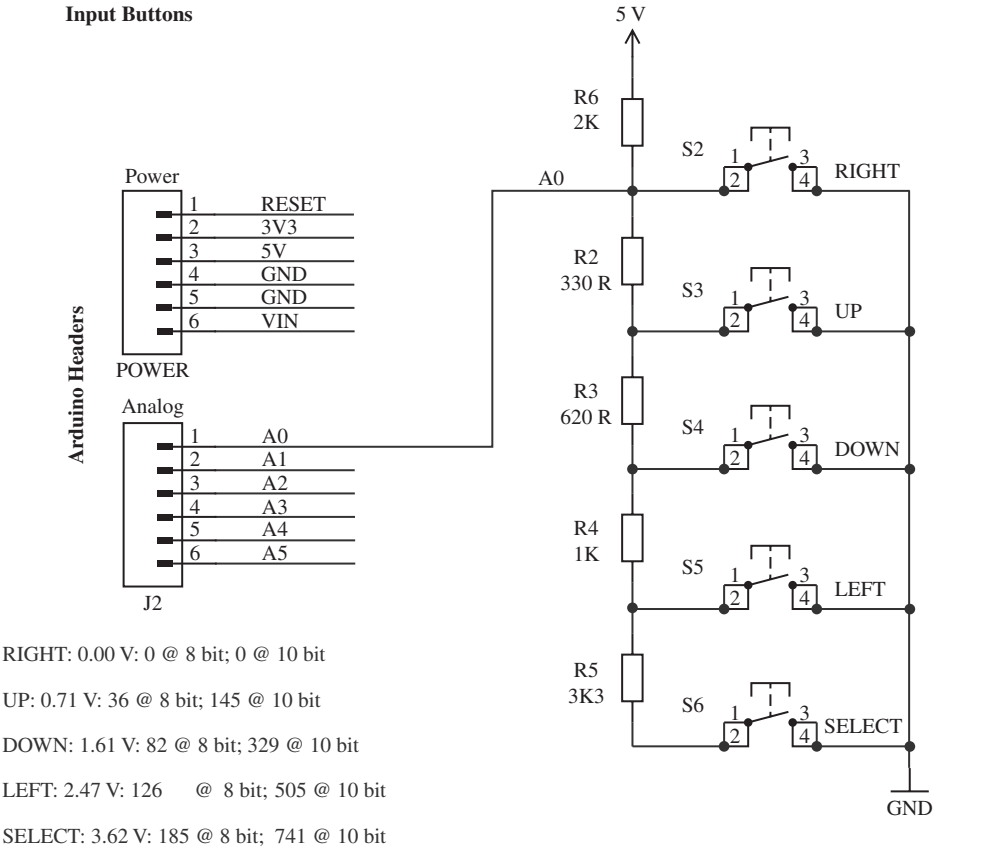 Input Buttons
5 V
R6
2K
S2
1
2
3
4
RIGHT
A0
Power
1 RESET
2 3V3
3 5V
4 GND
5 GND
6 VIN
POWER
Arduino Headers
Analog
1 A0
2 A1
3 A2
4 A3
5 A4
6 A5
J2
R2
330 R
S3
1
2
3
4
UP
R3
620 R
S4
1
2
3
4
DOWN
R4
1K
S5
1
2
3
4
LEFT
R5
3K3
S6
1
2
3
4
SELECT
GND
RIGHT: 0.00 V: 0 @ 8 bit; 0 @ 10 bit
UP: 0.71 V: 36 @ 8 bit; 145 @ 10 bit
DOWN: 1.61 V: 82 @ 8 bit; 329 @ 10 bit
LEFT: 2.47 V: 126 @ 8 bit; 505 @ 10 bit
SELECT: 3.62 V: 185 @ 8 bit; 741 @ 10 bit